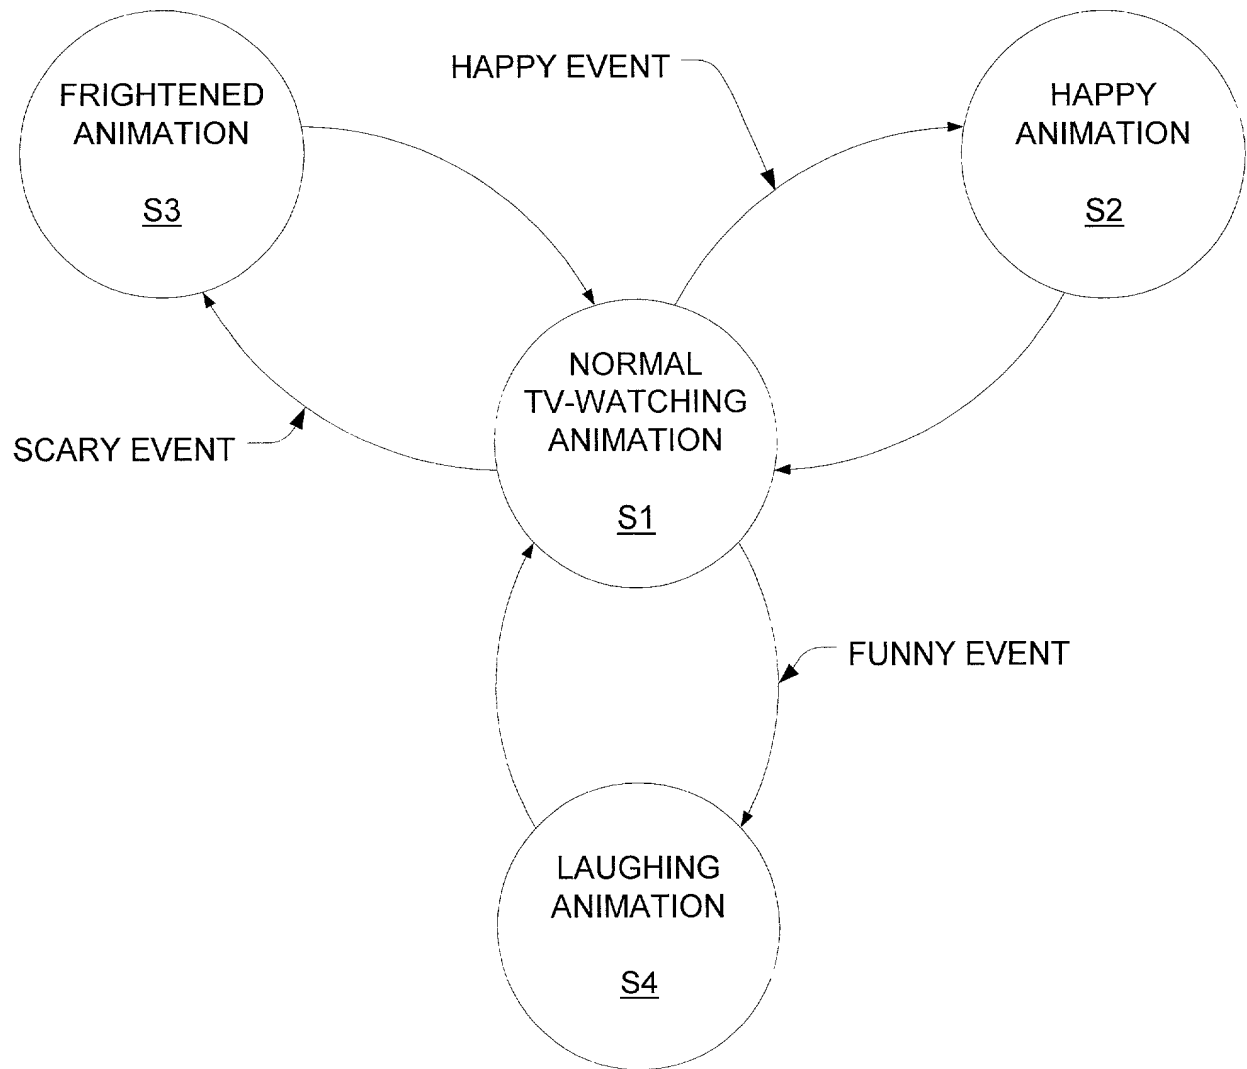 FRIGHTENED
ANIMATION
S3
HAPPY EVENT
HAPPY
ANIMATION
S2
NORMAL
TV-WATCHING
ANIMATION
S1
SCARY EVENT
FUNNY EVENT
LAUGHING
ANIMATION
S4